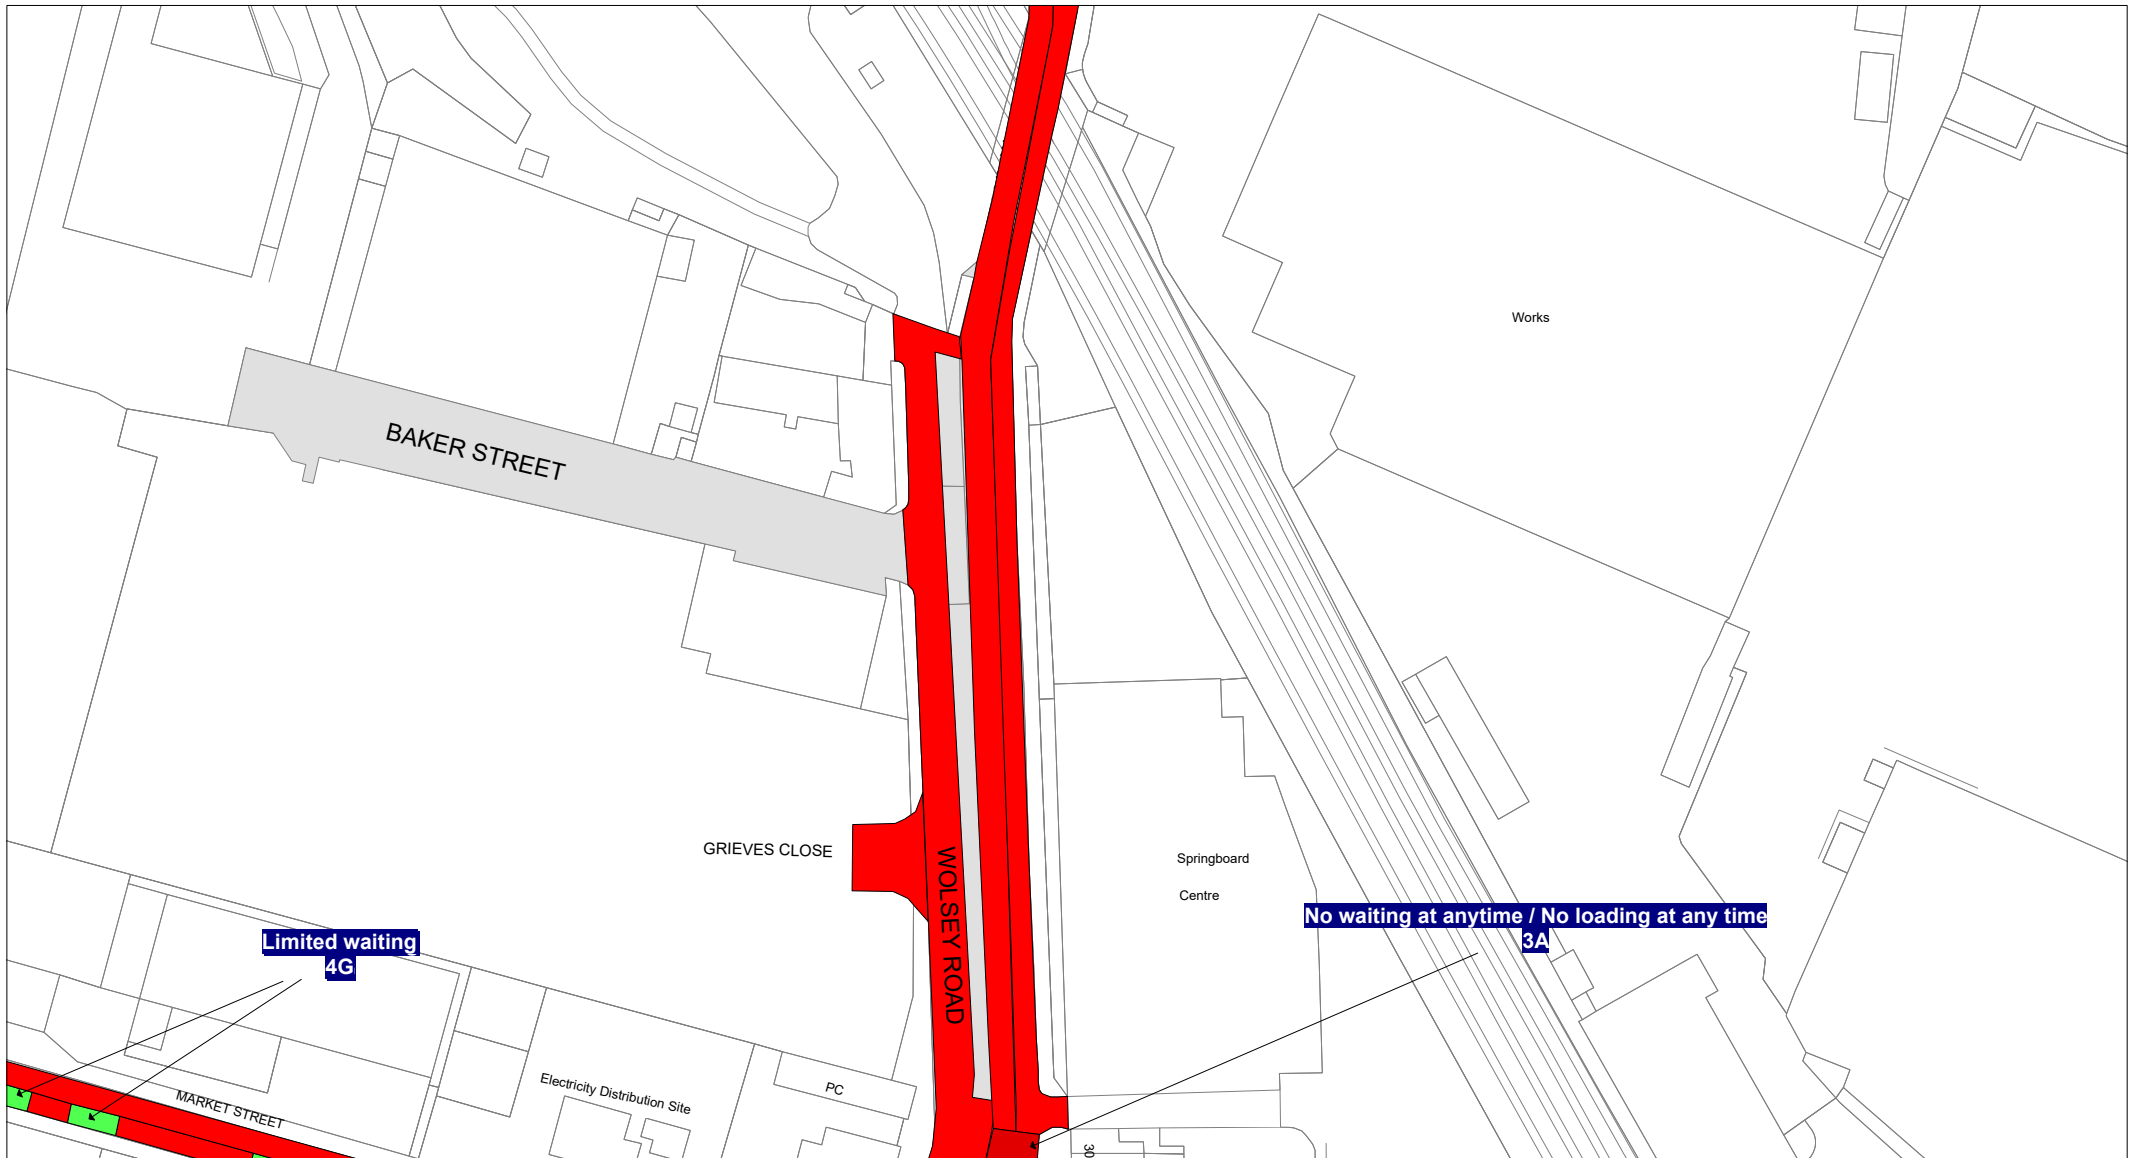 Works
BAKER STREET
GRIEVES CLOSE
WOLSEY ROAD
Springboard
Centre
No waiting at anytime / No loading at any time
3A
Limited waiting
4G
MARKET STREET
Electricity Distribution Site
PC
30